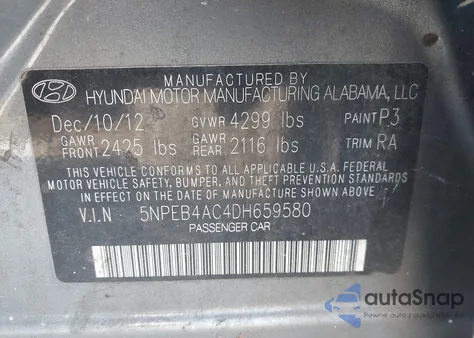 MANUFACTURED BY
HYUNDAI MOTOR MANUFACTURING ALABAMA, LLC
Dec/10/12 GVWR 4299 lbs PAINT P3
GAWR FRONT 2425 lbs GAWR REAR 2116 lbs TRIM RA
THIS VEHICLE CONFORMS TO ALL APPLICABLE U.S.A. FEDERAL
MOTOR VEHICLE SAFETY, BUMPER, AND THEFT PREVENTION STANDARDS
IN EFFECT ON THE DATE OF MANUFACTURE SHOWN ABOVE.
V.I.N 5NPEB4AC4DH659580
PASSENGER CAR
autoSnap
Pewne auto z